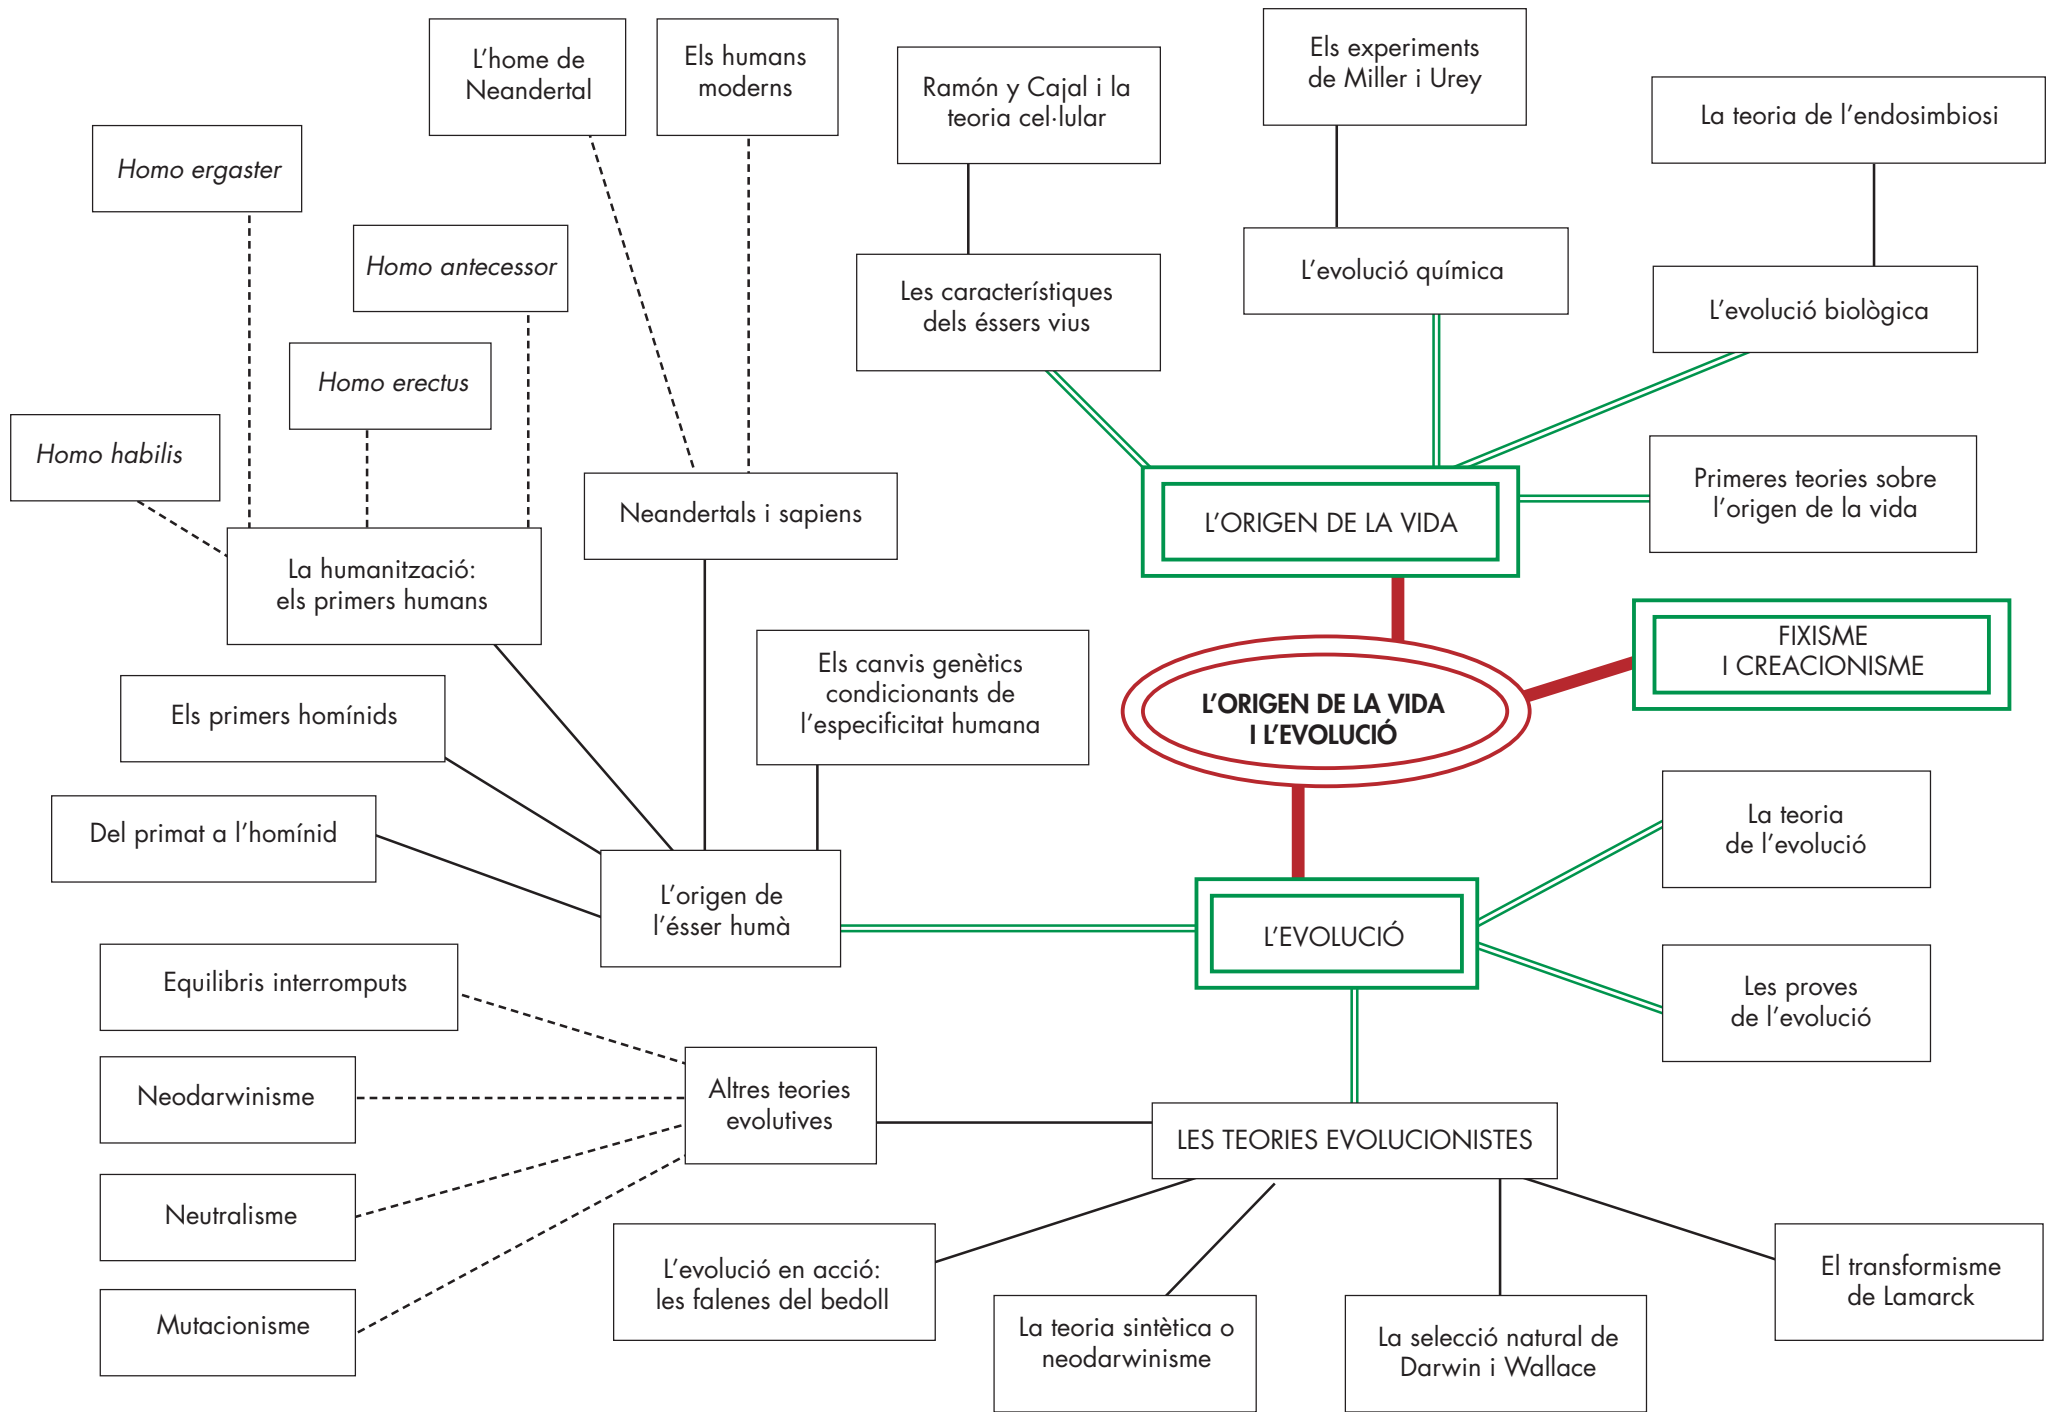 L'home de
Neandertal
Els humans
moderns
Ramón y Cajal i la
teoria cel·lular
Els experiments
de Miller i Urey
La teoria de l'endosimbiosi
Homo ergaster
Homo antecessor
Les característiques
dels éssers vius
L'evolució química
L'evolució biològica
Homo erectus
Homo habilis
Neandertals i sapiens
L'ORIGEN DE LA VIDA
Primeres teories sobre
l'origen de la vida
La humanització:
els primers humans
Els canvis genètics
condicionants de
l'especificitat humana
FIXISME
I CREACIONISME
Els primers homínids
L'ORIGEN DE LA VIDA
I L'EVOLUCIÓ
Del primat a l'homínid
La teoria
de l'evolució
L'origen de
l'ésser humà
L'EVOLUCIÓ
Equilibris interromputs
Les proves
de l'evolució
Neodarwinisme
Altres teories
evolutives
LES TEORIES EVOLUCIONISTES
Neutralisme
L'evolució en acció:
les falenes del bedoll
El transformisme
de Lamarck
Mutacionisme
La teoria sintètica o
neodarwinisme
La selecció natural de
Darwin i Wallace